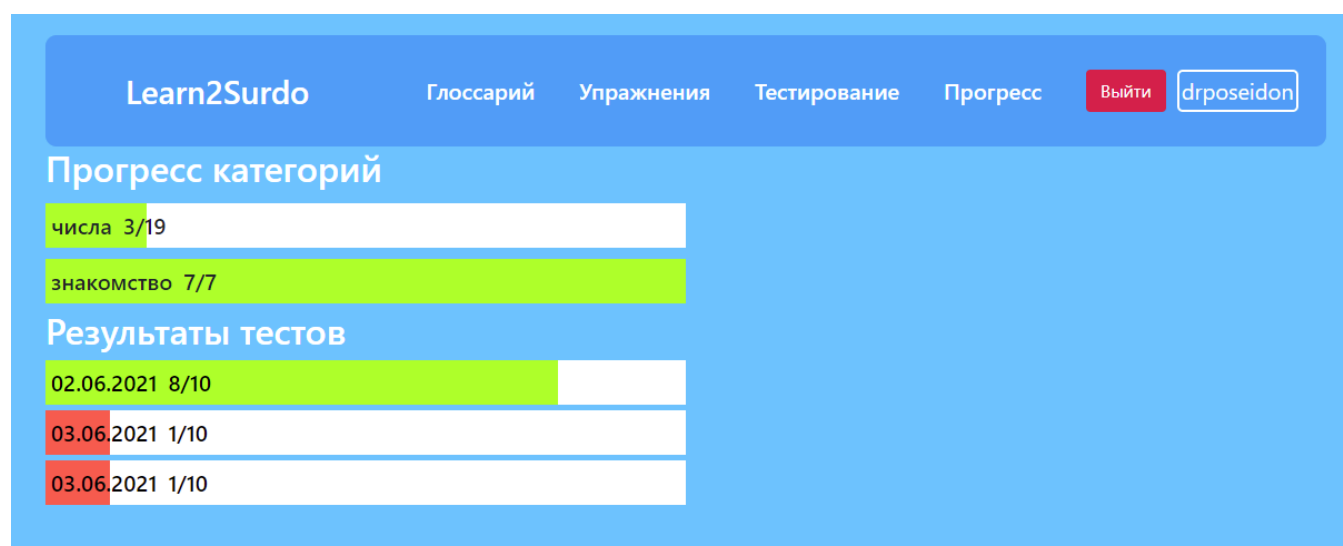 Learn2Surdo Глоссарий Упражнения Тестирование Прогресс Выйти drposeidon
Прогресс категорий
числа 3/19
знакомство 7/7
Результаты тестов
02.06.2021 8/10
03.06.2021 1/10
03.06.2021 1/10